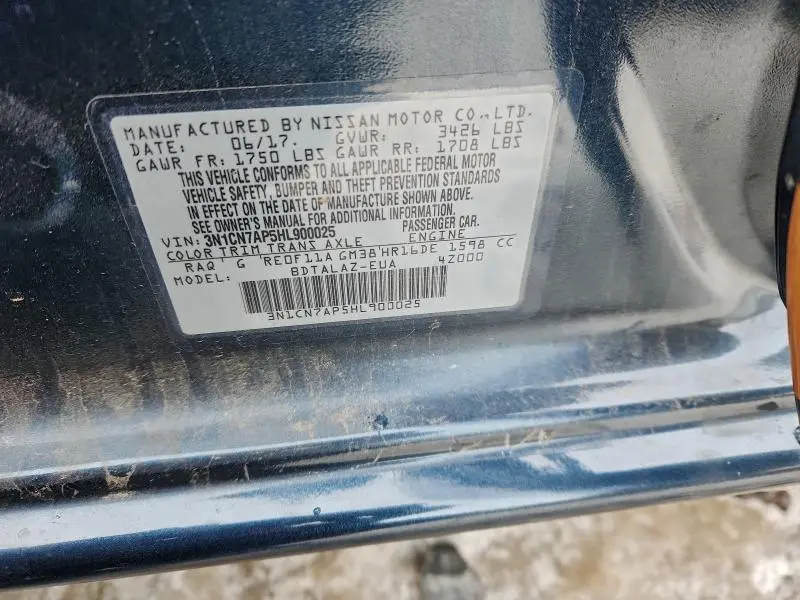 MANUFACTURED BY NISSAN MOTOR CO., LTD.
DATE: 06/17. GVWR: 3426 LBS
GAWR FR: 1750 LBS GAWR RR: 1708 LBS
THIS VEHICLE CONFORMS TO ALL APPLICABLE FEDERAL MOTOR
VEHICLE SAFETY, BUMPER AND THEFT PREVENTION STANDARDS
IN EFFECT ON THE DATE OF MANUFACTURE SHOWN ABOVE.
SEE OWNER'S MANUAL FOR ADDITIONAL INFORMATION.
VIN: 3N1CN7AP5HL900025 PASSENGER CAR.
COLOR TRIM TRANS AXLE ENGINE
RAQ G RE0F11A GM38 HR16DE 1598 CC
MODEL: BDTALAZ-EUA 4Z000
3N1CN7AP5HL900025